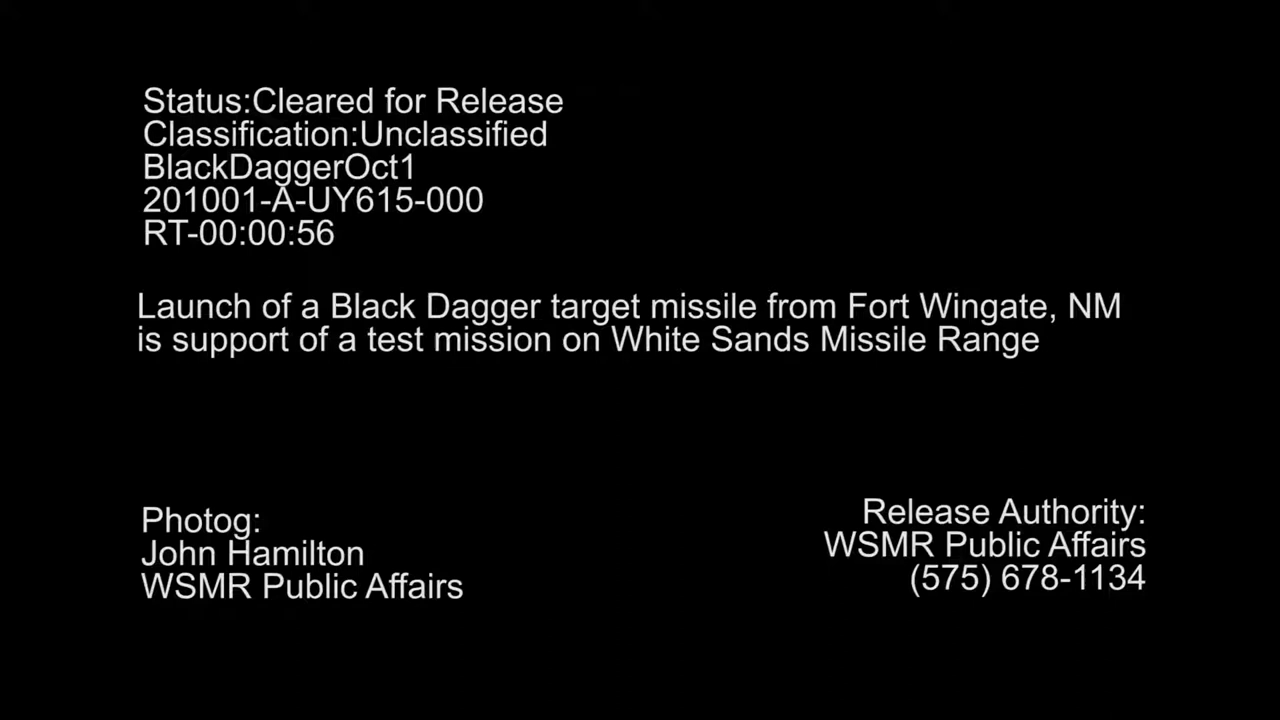 Status:Cleared for Release
Classification:Unclassified
BlackDaggerOct1
201001-A-UY615-000
RT-00:00:56
Launch of a Black Dagger target missile from Fort Wingate, NM
is support of a test mission on White Sands Missile Range
Photog:
John Hamilton
WSMR Public Affairs
Release Authority:
WSMR Public Affairs
(575) 678-1134